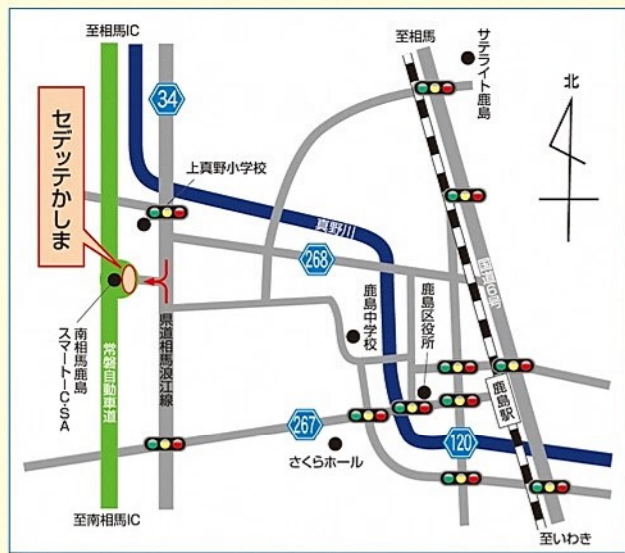 至相馬IC
34
至相馬
サテライト鹿島
北
セデッテかしま
上真野小学校
真野川
268
国道6号
南相馬鹿島
スマートIC・SA
常磐自動車道
県道相馬浪江線
鹿島中学校
鹿島区役所
鹿島駅
267
さくらホール
120
至南相馬IC
至いわき